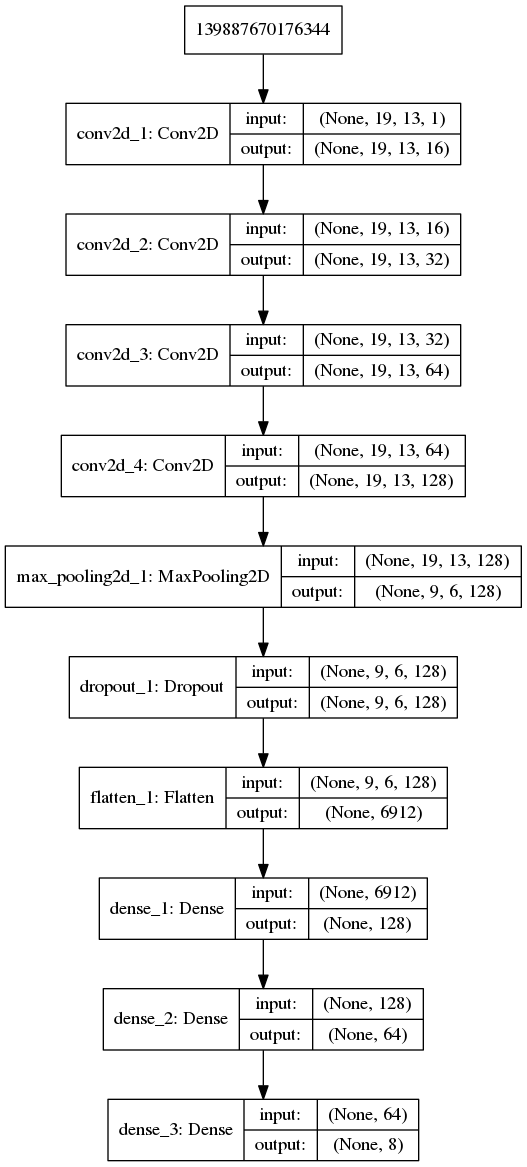 139887670176344
conv2d_1: Conv2D
input: (None, 19, 13, 1)
output: (None, 19, 13, 16)
conv2d_2: Conv2D
input: (None, 19, 13, 16)
output: (None, 19, 13, 32)
conv2d_3: Conv2D
input: (None, 19, 13, 32)
output: (None, 19, 13, 64)
conv2d_4: Conv2D
input: (None, 19, 13, 64)
output: (None, 19, 13, 128)
max_pooling2d_1: MaxPooling2D
input: (None, 19, 13, 128)
output: (None, 9, 6, 128)
dropout_1: Dropout
input: (None, 9, 6, 128)
output: (None, 9, 6, 128)
flatten_1: Flatten
input: (None, 9, 6, 128)
output: (None, 6912)
dense_1: Dense
input: (None, 6912)
output: (None, 128)
dense_2: Dense
input: (None, 128)
output: (None, 64)
dense_3: Dense
input: (None, 64)
output: (None, 8)